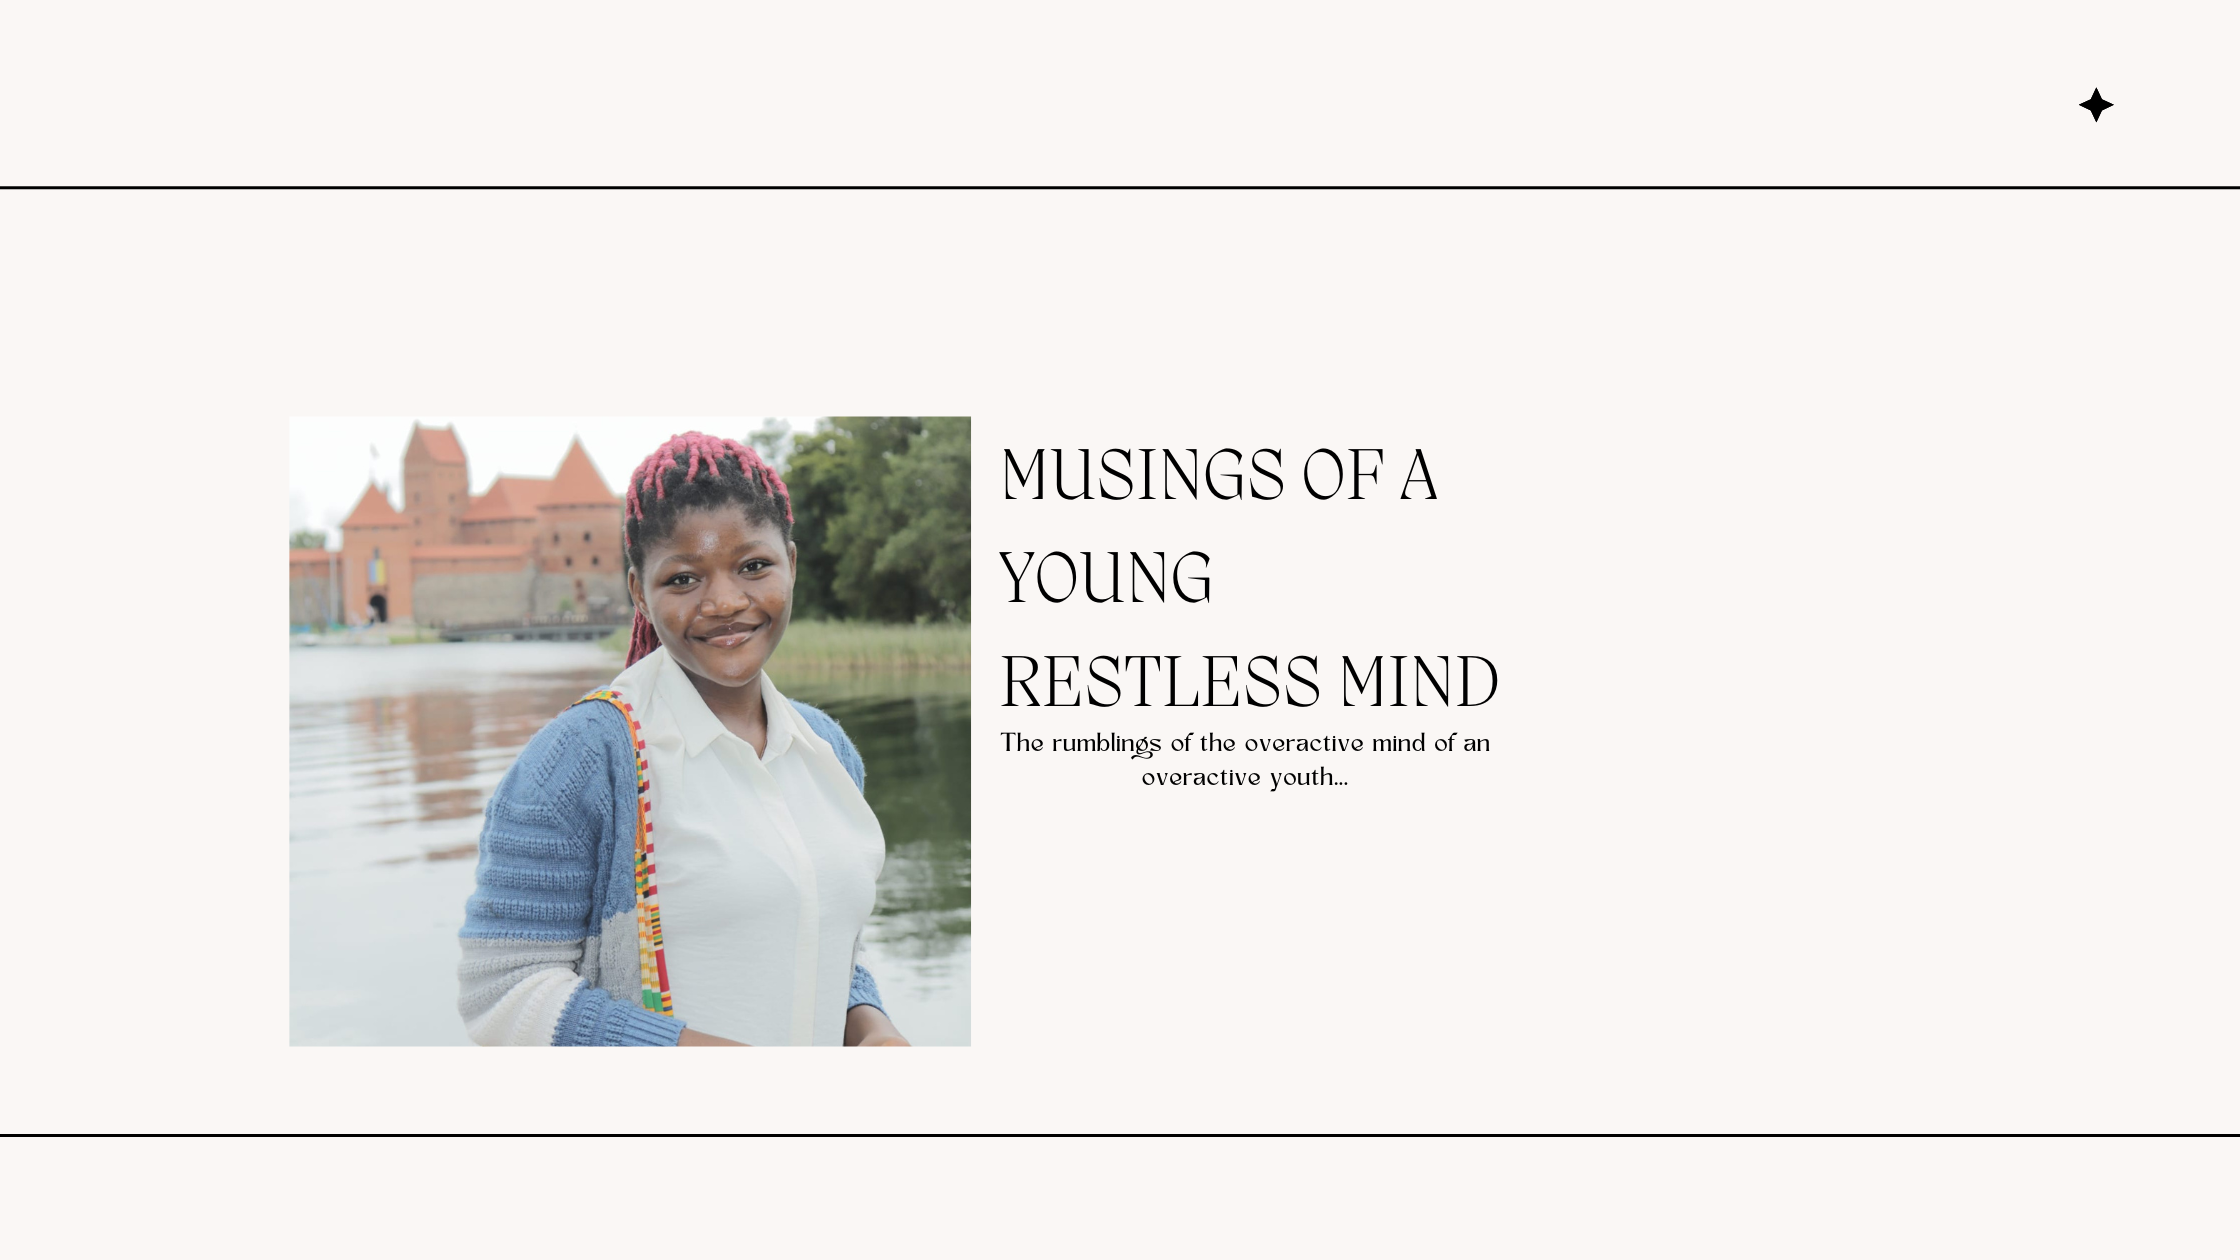 MUSINGS OF A
YOUNG
RESTLESS MIND
The rumblings of the overactive mind of an
overactive youth...